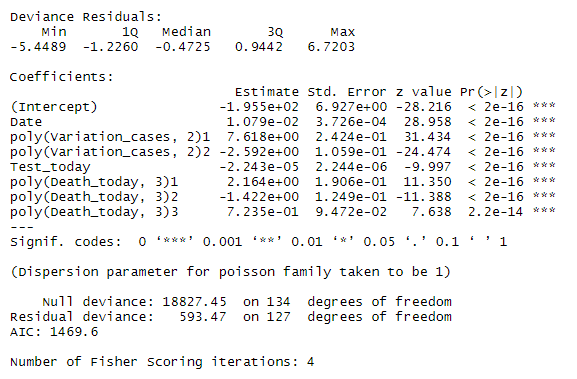 Deviance Residuals:
    Min       1Q   Median       3Q      Max
-5.4489  -1.2260  -0.4725   0.9442   6.7203

Coefficients:
                            Estimate Std. Error z value Pr(>|z|)
(Intercept)               -1.955e+02  6.927e+00 -28.216  < 2e-16 ***
Date                       1.079e-02  3.726e-04  28.958  < 2e-16 ***
poly(Variation_cases, 2)1  7.618e+00  2.424e-01  31.434  < 2e-16 ***
poly(Variation_cases, 2)2 -2.592e+00  1.059e-01 -24.474  < 2e-16 ***
Test_today                -2.243e-05  2.244e-06  -9.997  < 2e-16 ***
poly(Death_today, 3)1      2.164e+00  1.906e-01  11.350  < 2e-16 ***
poly(Death_today, 3)2     -1.422e+00  1.249e-01 -11.388  < 2e-16 ***
poly(Death_today, 3)3      7.235e-01  9.472e-02   7.638  2.2e-14 ***
---
Signif. codes:  0 ‘***’ 0.001 ‘**’ 0.01 ‘*’ 0.05 ‘.’ 0.1 ‘ ’ 1

(Dispersion parameter for poisson family taken to be 1)

    Null deviance: 18827.45  on 134  degrees of freedom
Residual deviance:   593.47  on 127  degrees of freedom
AIC: 1469.6

Number of Fisher Scoring iterations: 4